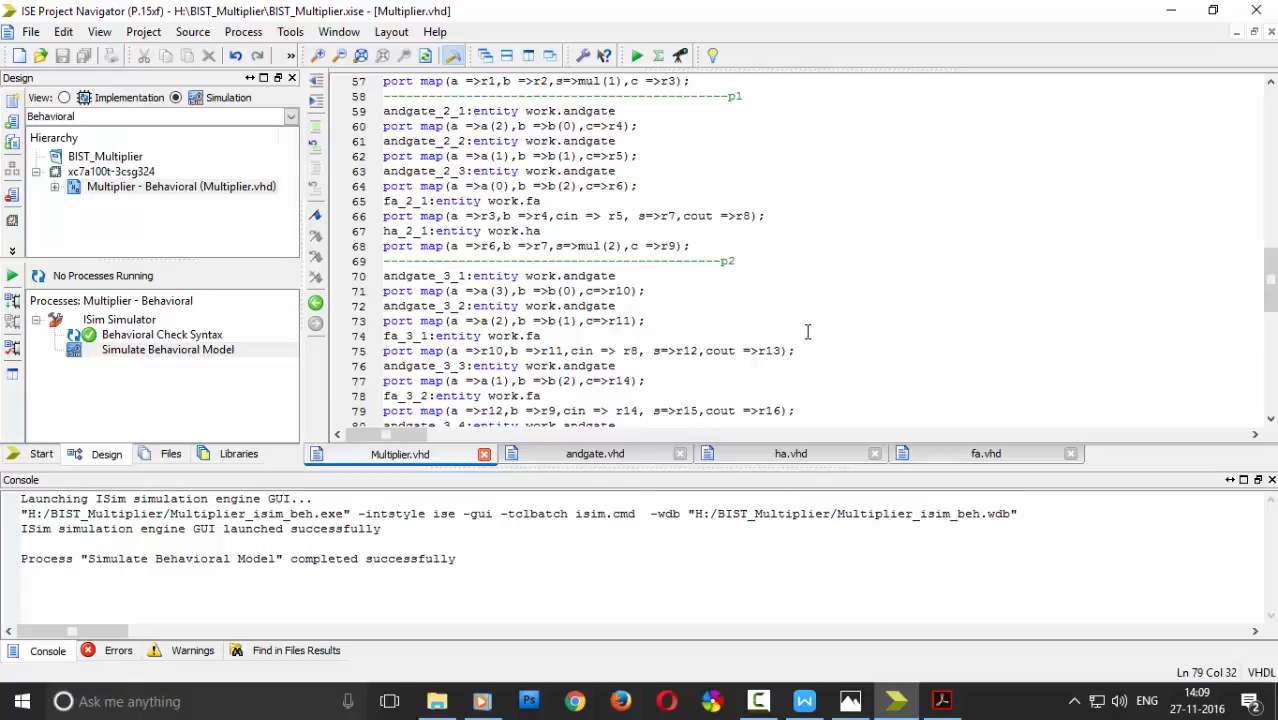 ISE Project Navigator (P.15xf) - H:\BIST_Multiplier\BIST_Multiplier.xise - [Multiplier.vhd]
File Edit View Project Source Process Tools Window Layout Help
Design
View: Implementation Simulation
Behavioral
Hierarchy
BIST_Multiplier
xc7a100t-3csg324
Multiplier - Behavioral (Multiplier.vhd)
No Processes Running
Processes: Multiplier - Behavioral
ISim Simulator
Behavioral Check Syntax
Simulate Behavioral Model
57 port map(a =>r1,b =>r2,s=>mul(1),c =>r3);
58 ----------------------------------------------p1
59 andgate_2_1:entity work.andgate
60 port map(a =>a(2),b =>b(0),c=>r4);
61 andgate_2_2:entity work.andgate
62 port map(a =>a(1),b =>b(1),c=>r5);
63 andgate_2_3:entity work.andgate
64 port map(a =>a(0),b =>b(2),c=>r6);
65 fa_2_1:entity work.fa
66 port map(a =>r3,b =>r4,cin => r5, s=>r7,cout =>r8);
67 ha_2_1:entity work.ha
68 port map(a =>r6,b =>r7,s=>mul(2),c =>r9);
69 ---------------------------------------------p2
70 andgate_3_1:entity work.andgate
71 port map(a =>a(3),b =>b(0),c=>r10);
72 andgate_3_2:entity work.andgate
73 port map(a =>a(2),b =>b(1),c=>r11);
74 fa_3_1:entity work.fa
75 port map(a =>r10,b =>r11,cin => r8, s=>r12,cout =>r13);
76 andgate_3_3:entity work.andgate
77 port map(a =>a(1),b =>b(2),c=>r14);
78 fa_3_2:entity work.fa
79 port map(a =>r12,b =>r9,cin => r14, s=>r15,cout =>r16);
80 andgate_3_4:entity work.andgate
Start Design Files Libraries
Multiplier.vhd andgate.vhd ha.vhd fa.vhd
Console
Launching ISim simulation engine GUI...
"H:/BIST_Multiplier/Multiplier_isim_beh.exe" -intstyle ise -gui -tclbatch isim.cmd -wdb "H:/BIST_Multiplier/Multiplier_isim_beh.wdb"
ISim simulation engine GUI launched successfully
Process "Simulate Behavioral Model" completed successfully
Console Errors Warnings Find in Files Results
Ln 79 Col 32 VHDL
Ask me anything
ENG
14:09
27-11-2016
2